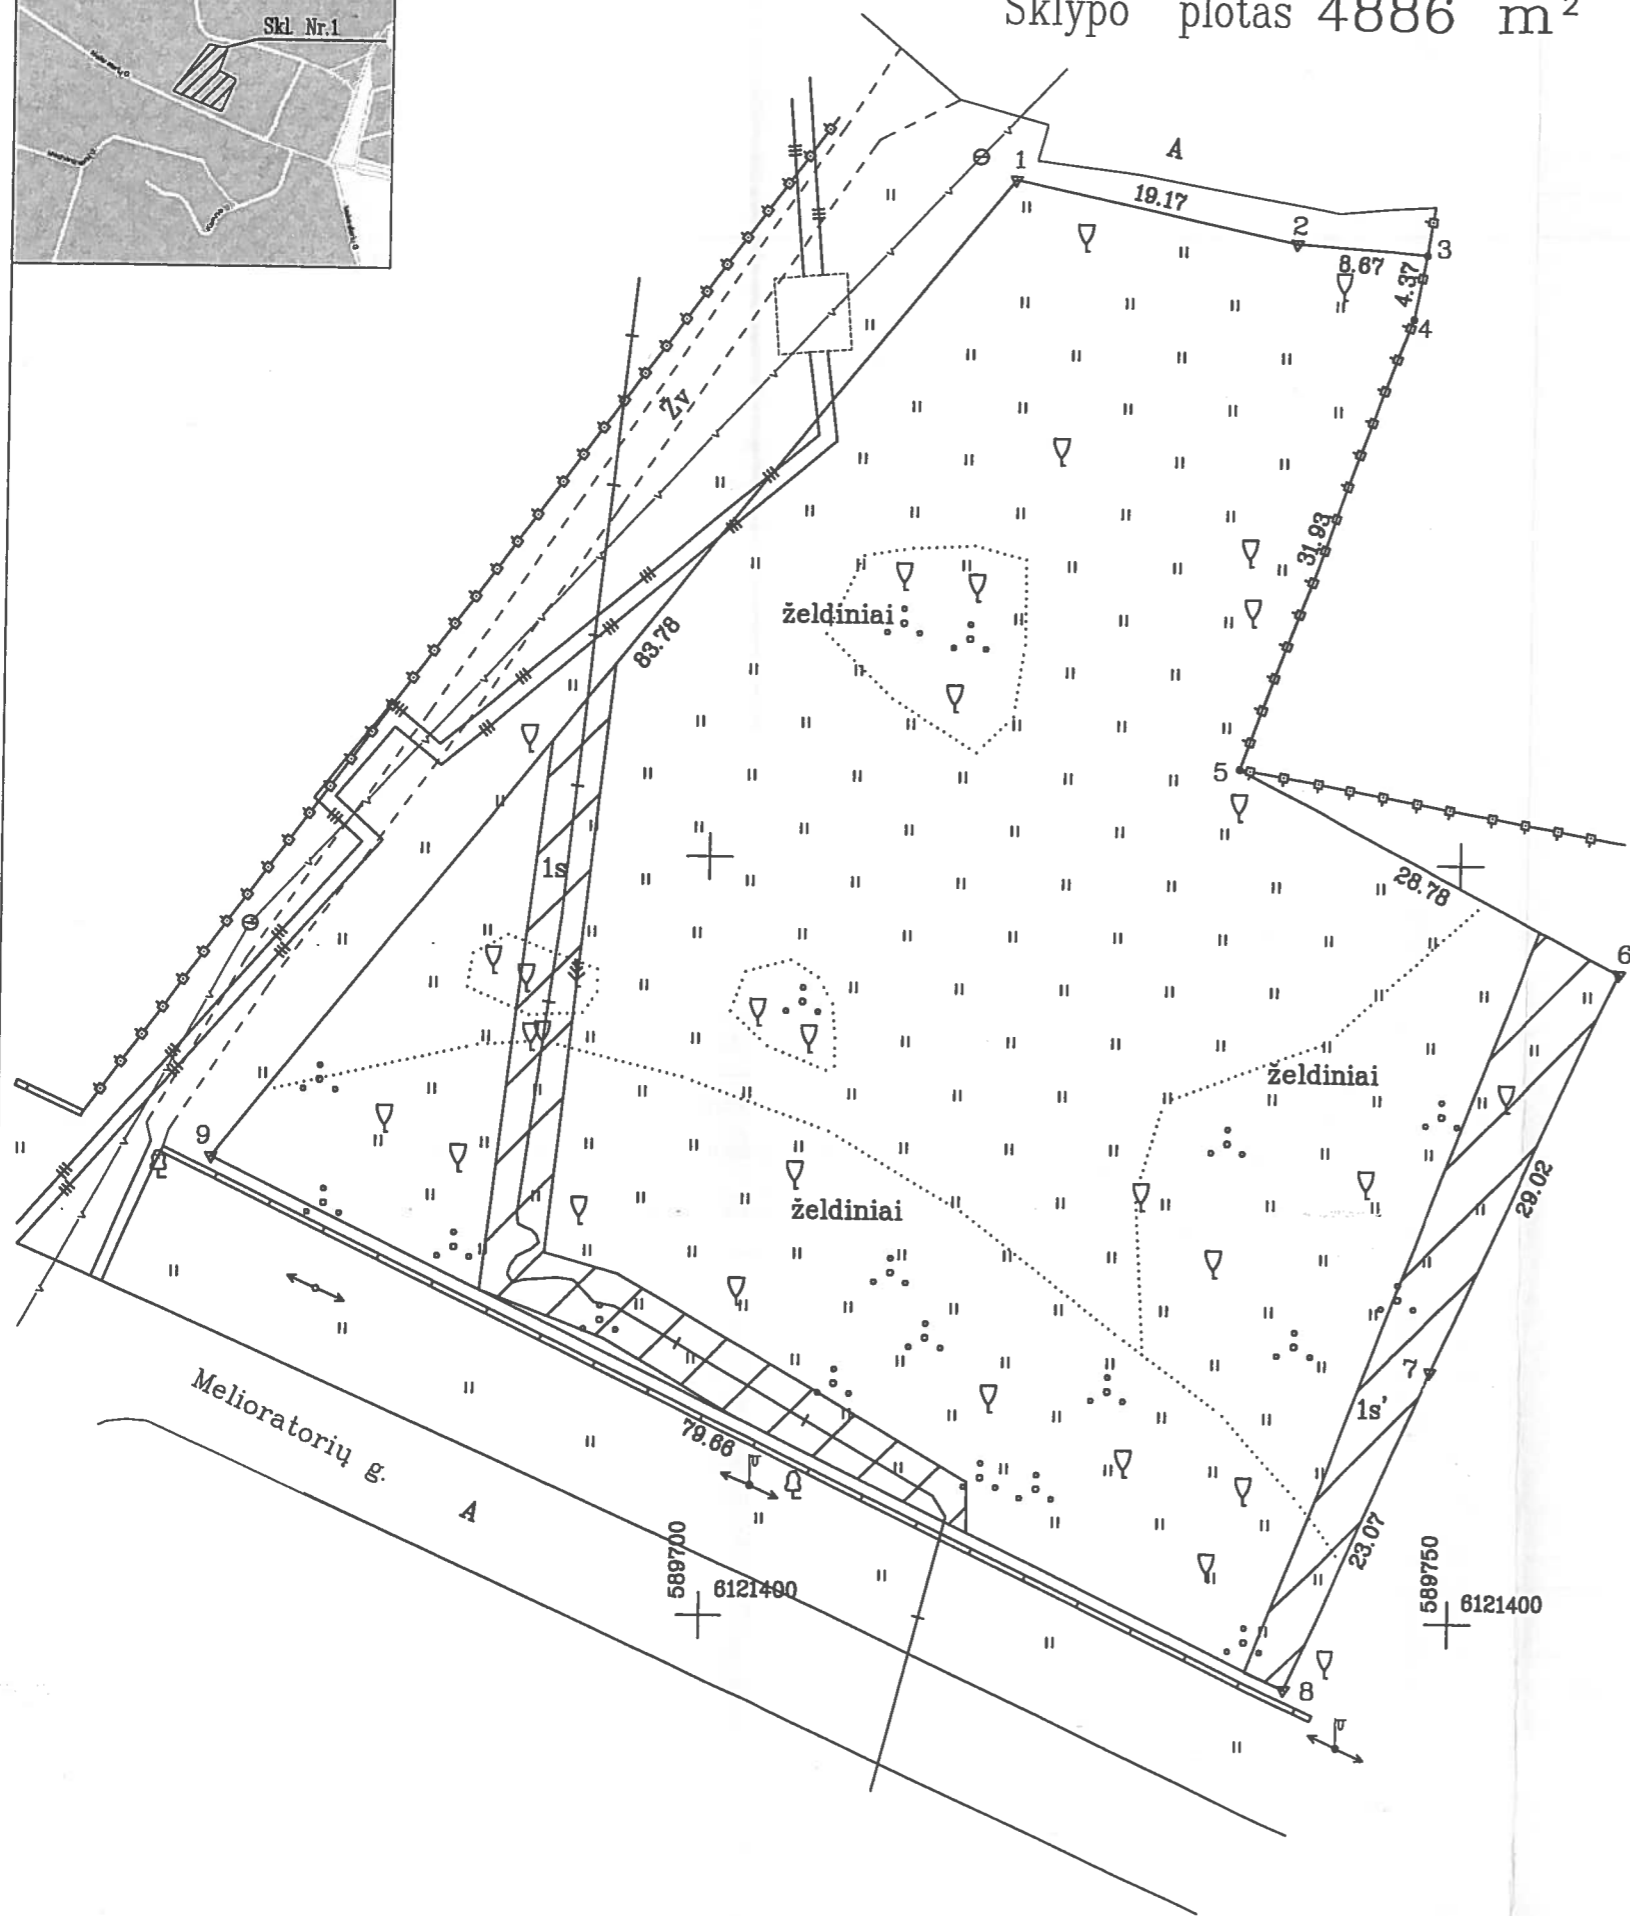 Sklypo plotas 4886 m²
Skl Nr.1
A
1
19.17
2
3
8.67
4.37
4
Žv
31.93
želdiniai
83.78
5
1s
28.78
6
želdiniai
9
29.02
želdiniai
7
1s'
Melioratorių g.
79.66
A
23.07
589700
6121400
589750
6121400
8